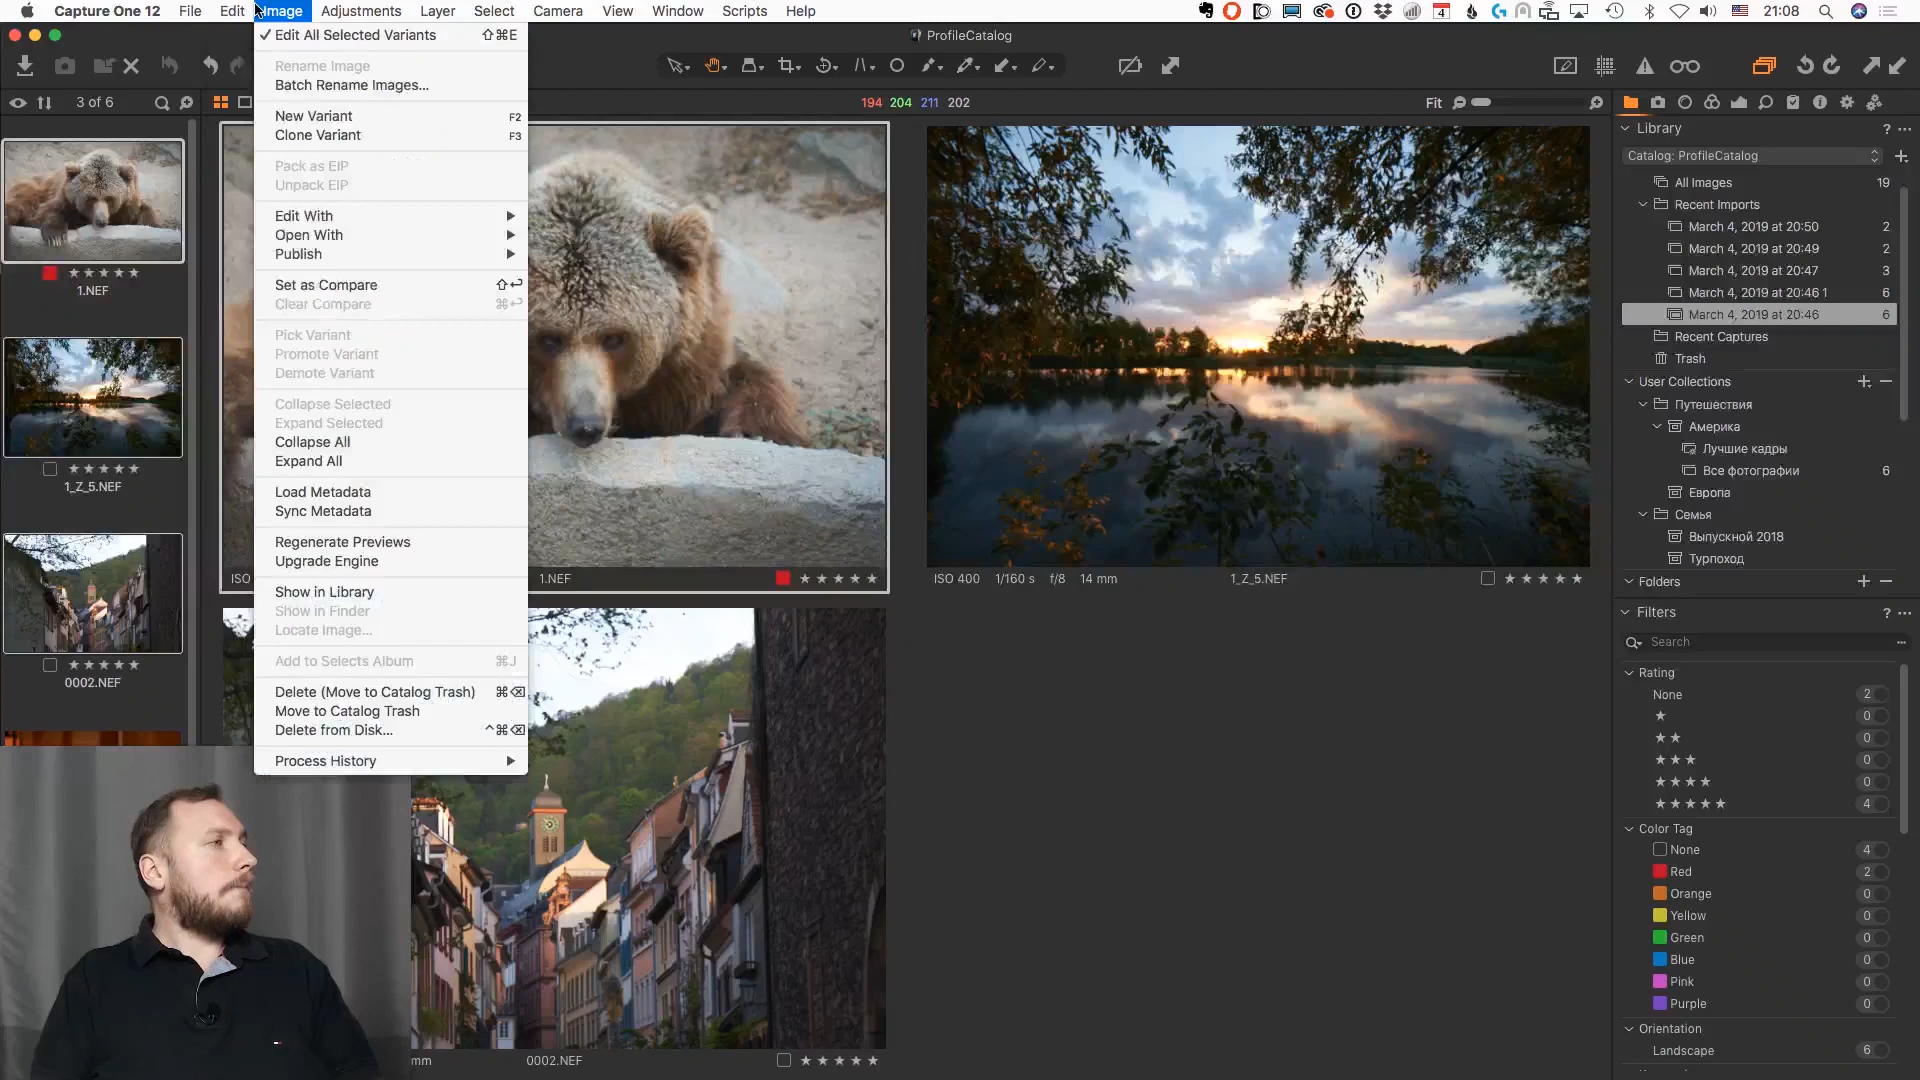 Capture One 12 File Edit Image Adjustments Layer Select Camera View Window Scripts Help 4 21:08
ProfileCatalog
3 of 6
194 204 211 202
Fit
Edit All Selected Variants ⇧⌘E
Rename Image
Batch Rename Images...
New Variant F2
Clone Variant F3
Pack as EIP
Unpack EIP
Edit With
Open With
Publish
Set as Compare ⇧↩
Clear Compare ⌘↩
Pick Variant
Promote Variant
Demote Variant
Collapse Selected
Expand Selected
Collapse All
Expand All
Load Metadata
Sync Metadata
Regenerate Previews
Upgrade Engine
Show in Library
Show in Finder
Locate Image...
Add to Selects Album ⌘J
Delete (Move to Catalog Trash) ⌘⌫
Move to Catalog Trash
Delete from Disk... ^⌘⌫
Process History
1.NEF
1_Z_5.NEF
0002.NEF
ISO
1.NEF
ISO 400 1/160 s f/8 14 mm
1_Z_5.NEF
mm
0002.NEF
Library ?
Catalog: ProfileCatalog
All Images 19
Recent Imports
March 4, 2019 at 20:50 2
March 4, 2019 at 20:49 2
March 4, 2019 at 20:47 3
March 4, 2019 at 20:46 1 6
March 4, 2019 at 20:46 6
Recent Captures
Trash
User Collections
Путешествия
Америка
Лучшие кадры
Все фотографии 6
Европа
Семья
Выпускной 2018
Турпоход
Folders
Filters ?
Search
Rating
None 2
★ 0
★★ 0
★★★ 0
★★★★ 0
★★★★★ 4
Color Tag
None 4
Red 2
Orange 0
Yellow 0
Green 0
Blue 0
Pink 0
Purple 0
Orientation
Landscape 6